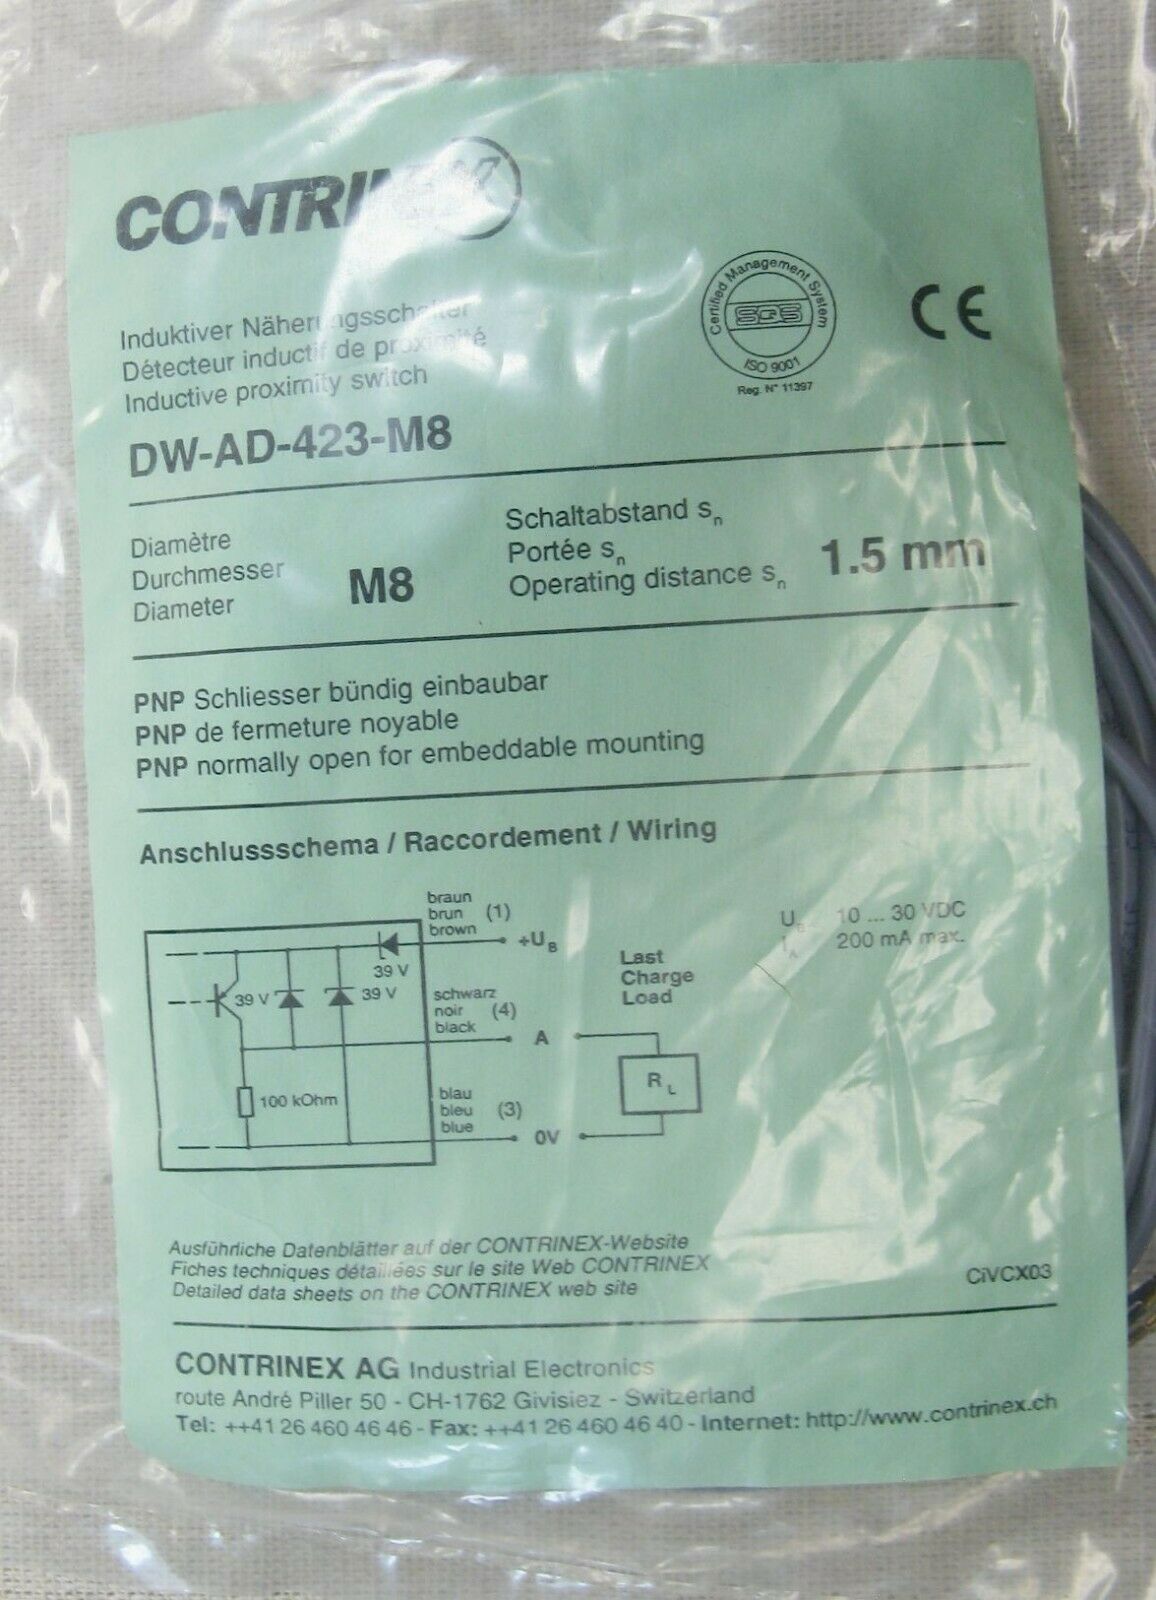 CONTRINEX
Induktiver Näherungsschalter
Détecteur inductif de proximité
Inductive proximity switch
DW-AD-423-M8
Certified Management System
SGS
ISO 9001
Reg. N° 11397
CE
Diamètre
Durchmesser
Diameter
M8
Schaltabstand sn
Portée sn
Operating distance sn
1.5 mm
PNP Schliesser bündig einbaubar
PNP de fermeture noyable
PNP normally open for embeddable mounting
Anschlussschema / Raccordement / Wiring
braun
brun (1)
brown
+UB
39 V
39 V
39 V
schwarz
noir (4)
black
A
100 kOhm
blau
bleu (3)
blue
0V
Last
Charge
Load
RL
UB 10 ... 30 VDC
IA 200 mA max.
Ausführliche Datenblätter auf der CONTRINEX-Website
Fiches techniques détaillées sur le site Web CONTRINEX
Detailed data sheets on the CONTRINEX web site
CiVCX03
CONTRINEX AG Industrial Electronics
route André Piller 50 - CH-1762 Givisiez - Switzerland
Tel: ++41 26 460 46 46 - Fax: ++41 26 460 46 40 - Internet: http://www.contrinex.ch